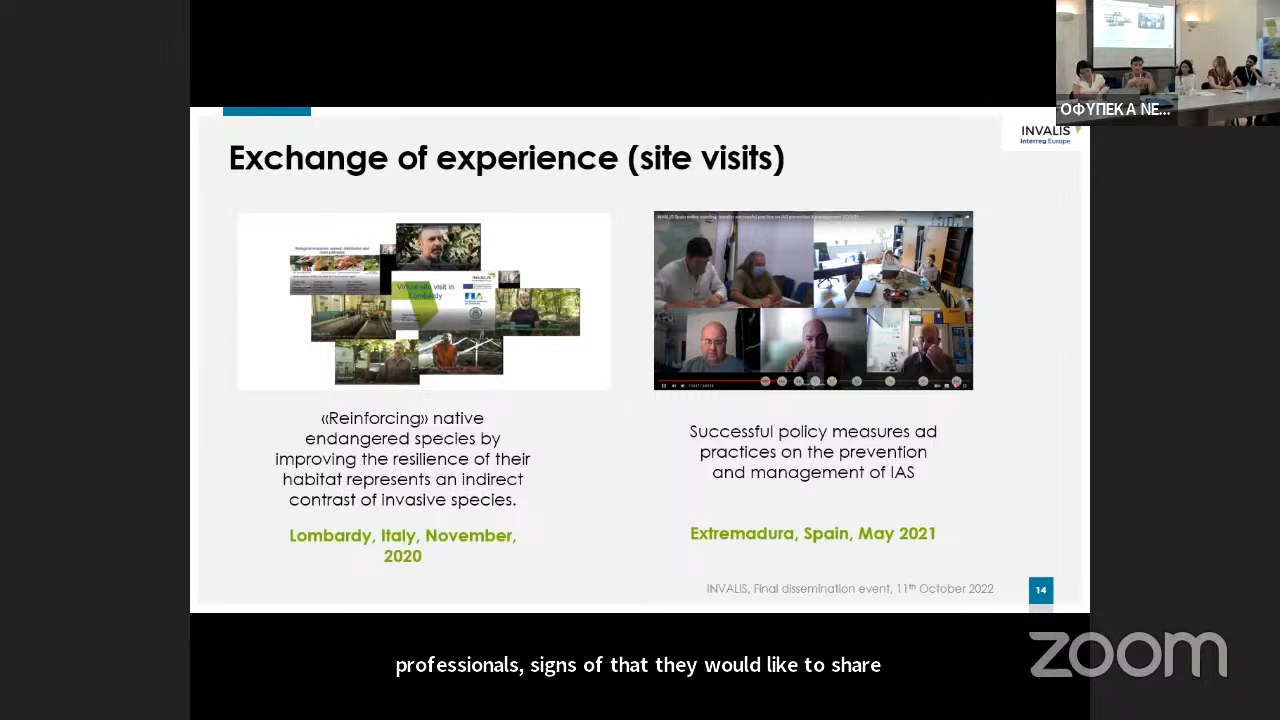 ΟΦΥΠΕΚΑ ΝΕ...
INVALIS
Interreg Europe
Exchange of experience (site visits)
INVALIS
Virtual site visit in
Lombardy
«Reinforcing» native
endangered species by
improving the resilience of their
habitat represents an indirect
contrast of invasive species.
Lombardy, Italy, November,
2020
Successful policy measures ad
practices on the prevention
and management of IAS
Extremadura, Spain, May 2021
INVALIS, Final dissemination event, 11th October 2022
14
professionals, signs of that they would like to share
zoom